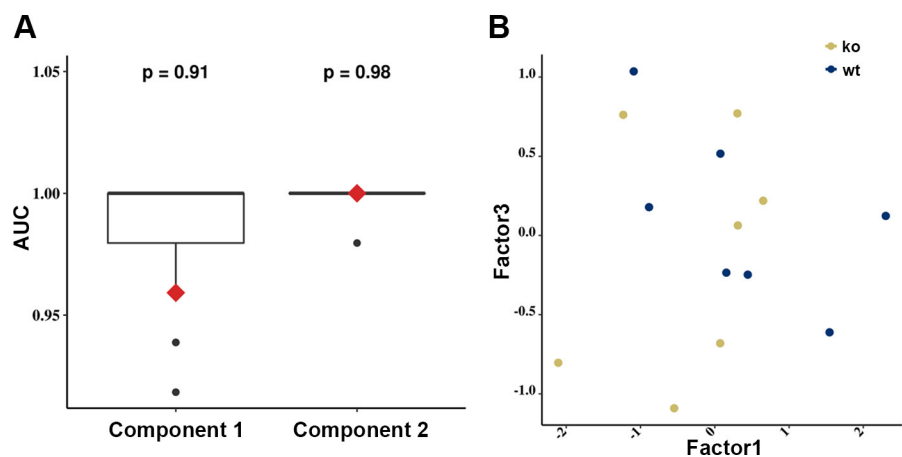 A
1.05
1.00
0.95
AUC
p = 0.91
p = 0.98
Component 1
Component 2
B
ko
wt
1.0
0.5
0.0
-0.5
-1.0
Factor3
-2
-1
0
1
2
Factor1